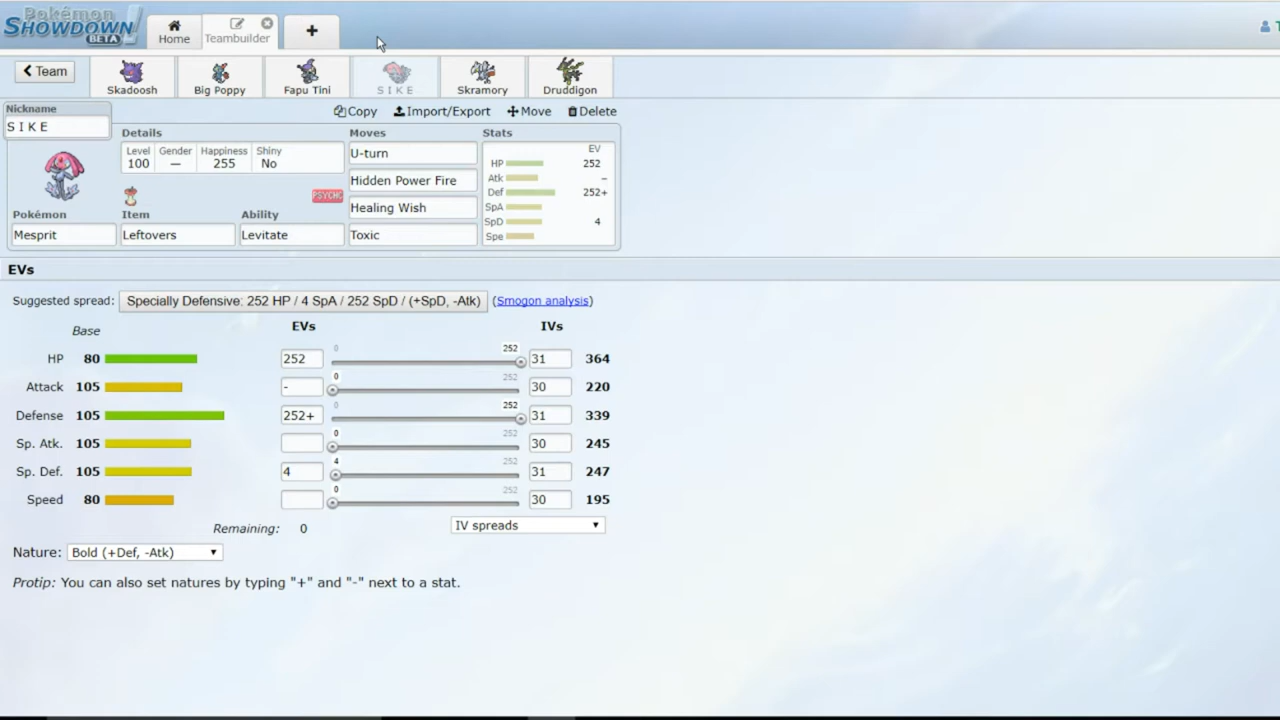 Pokémon
SHOWDOWN!
BETA
Home
Teambuilder
+
T
Team
Skadoosh
Big Poppy
Fapu Tini
S I K E
Skramory
Druddigon
Nickname
S I K E
Copy
Import/Export
Move
Delete
Details
Moves
Stats
Level Gender Happiness Shiny
100 — 255 No
U-turn
Hidden Power Fire
Healing Wish
Toxic
EV
HP 252
Atk –
Def 252+
SpA
SpD 4
Spe
PSYCHC
Pokémon
Item
Ability
Mesprit
Leftovers
Levitate
EVs
Suggested spread: Specially Defensive: 252 HP / 4 SpA / 252 SpD / (+SpD, -Atk) (Smogon analysis)
Base EVs IVs
0 252
HP 80 252 31 364
0 252
Attack 105 - 30 220
0 252
Defense 105 252+ 31 339
0 252
Sp. Atk. 105 30 245
4 252
Sp. Def. 105 4 31 247
0 252
Speed 80 30 195
Remaining: 0 IV spreads
Nature: Bold (+Def, -Atk)
Protip: You can also set natures by typing "+" and "-" next to a stat.